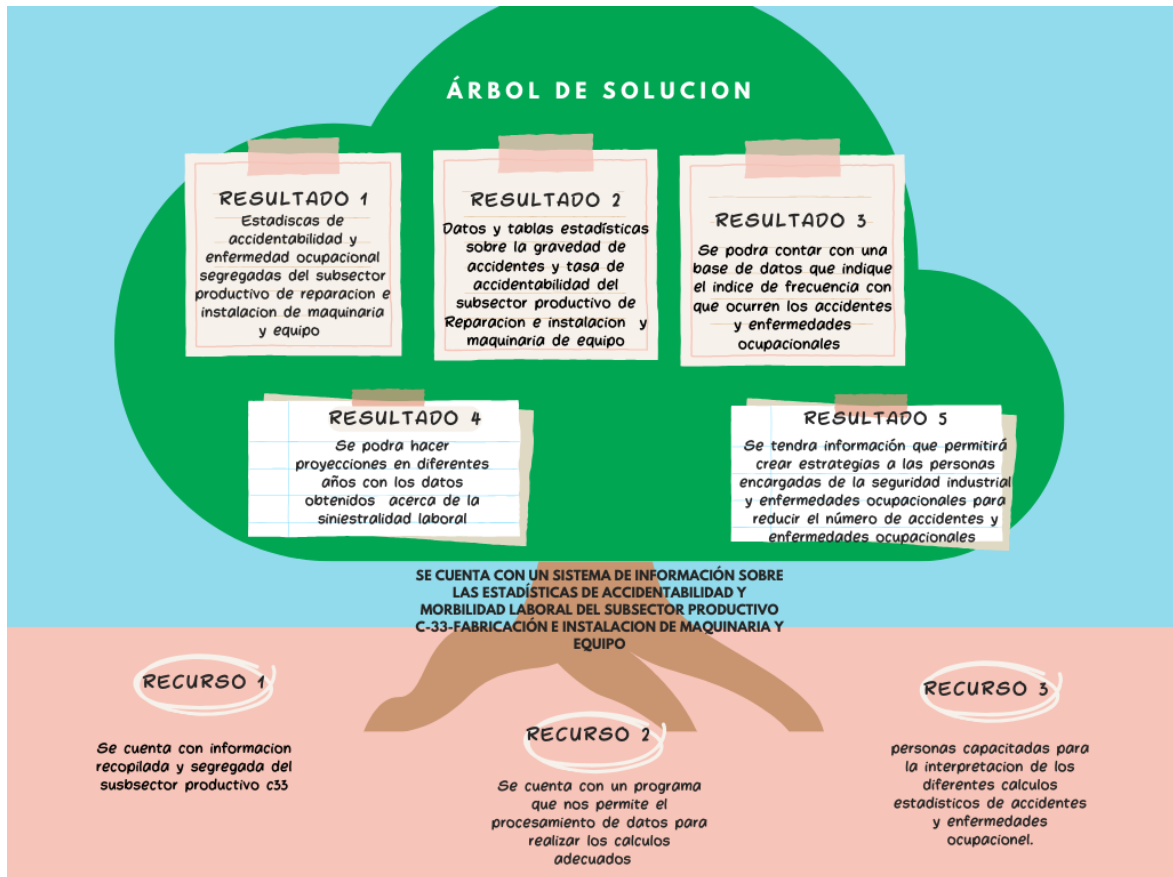 ÁRBOL DE SOLUCION
RESULTADO 1
Estadiscas de
accidentabilidad y
enfermedad ocupacional
segregadas del subsector
productivo de reparacion e
instalacion de maquinaria
y equipo
RESULTADO 2
Datos y tablas estadísticas
sobre la gravedad de
accidentes y tasa de
accidentabilidad del
subsector productivo de
Reparacion e instalacion y
maquinaria de equipo
RESULTADO 3
Se podra contar con una
base de datos que indique
el indice de frecuencia con
que ocurren los accidentes
y enfermedades
ocupacionales
RESULTADO 4
Se podra hacer
proyecciones en diferentes
años con los datos
obtenidos acerca de la
siniestralidad laboral
RESULTADO 5
Se tendra información que permitirá
crear estrategias a las personas
encargadas de la seguridad industrial
y enfermedades ocupacionales para
reducir el número de accidentes y
enfermedades ocupacionales
SE CUENTA CON UN SISTEMA DE INFORMACIÓN SOBRE
LAS ESTADÍSTICAS DE ACCIDENTABILIDAD Y
MORBILIDAD LABORAL DEL SUBSECTOR PRODUCTIVO
C-33-FABRICACIÓN E INSTALACION DE MAQUINARIA Y
EQUIPO
RECURSO 1
Se cuenta con informacion
recopilada y segregada del
susbsector productivo c33
RECURSO 2
Se cuenta con un programa
que nos permite el
procesamiento de datos para
realizar los calculos
adecuados
RECURSO 3
personas capacitadas para
la interpretacion de los
diferentes calculos
estadisticos de accidentes
y enfermedades
ocupacionel.